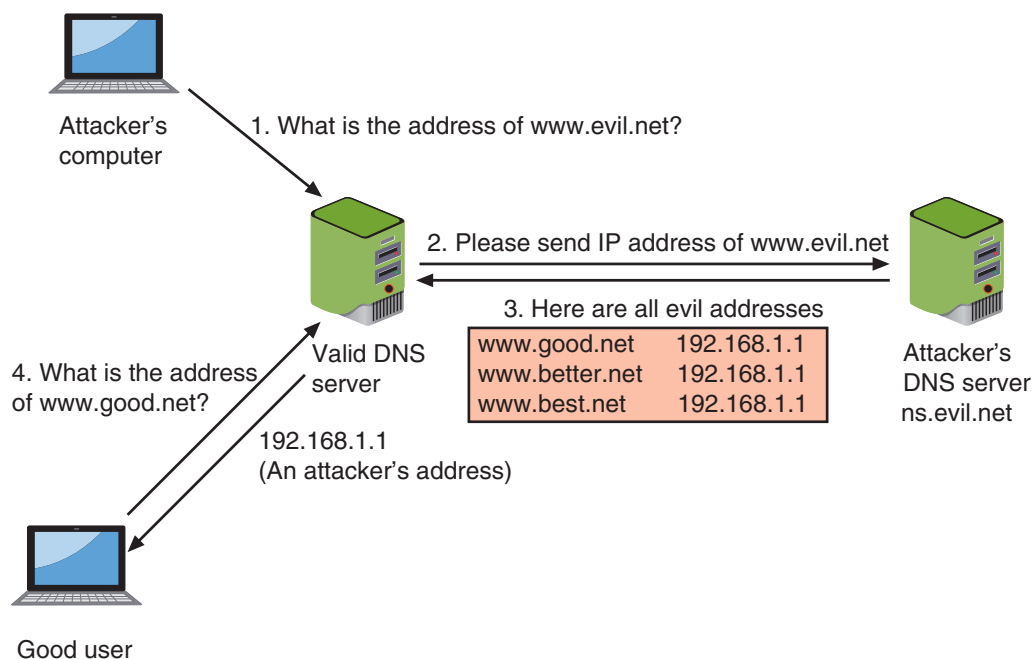 Attacker's
computer
1. What is the address of www.evil.net?
2. Please send IP address of www.evil.net
3. Here are all evil addresses
www.good.net 192.168.1.1
www.better.net 192.168.1.1
www.best.net 192.168.1.1
Valid DNS
server
Attacker's
DNS server
ns.evil.net
4. What is the address
of www.good.net?
192.168.1.1
(An attacker's address)
Good user